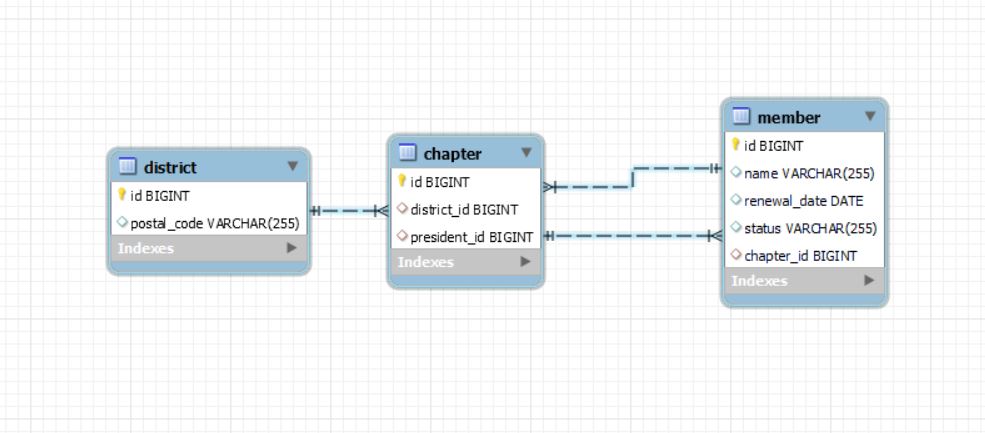 district
id BIGINT
postal_code VARCHAR(255)
Indexes
chapter
id BIGINT
district_id BIGINT
president_id BIGINT
Indexes
member
id BIGINT
name VARCHAR(255)
renewal_date DATE
status VARCHAR(255)
chapter_id BIGINT
Indexes